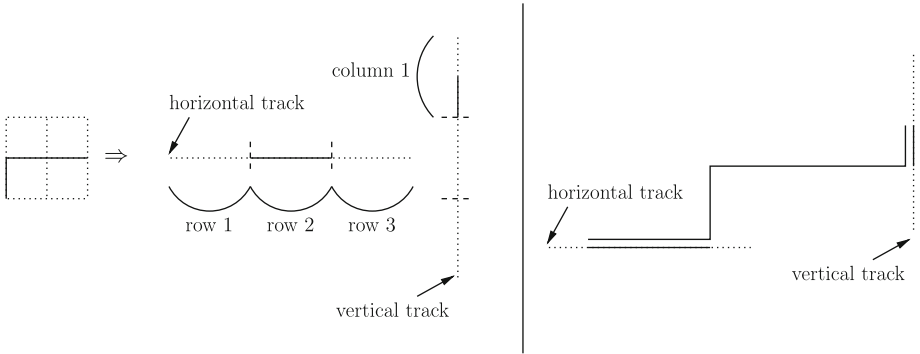 column 1
horizontal track
⇒
row 1 row 2 row 3
vertical track
horizontal track
vertical track